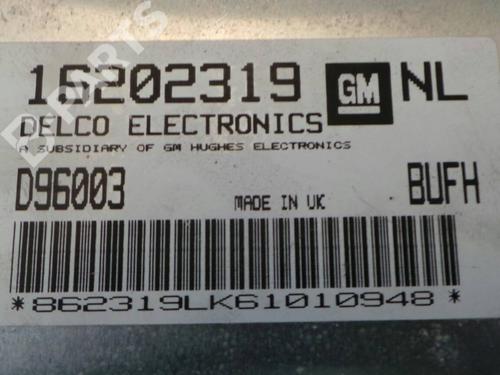 16202319 GM NL
DELCO ELECTRONICS
A SUBSIDIARY OF GM HUGHES ELECTRONICS
D96003 MADE IN UK BUFH
*862319LK61010948*